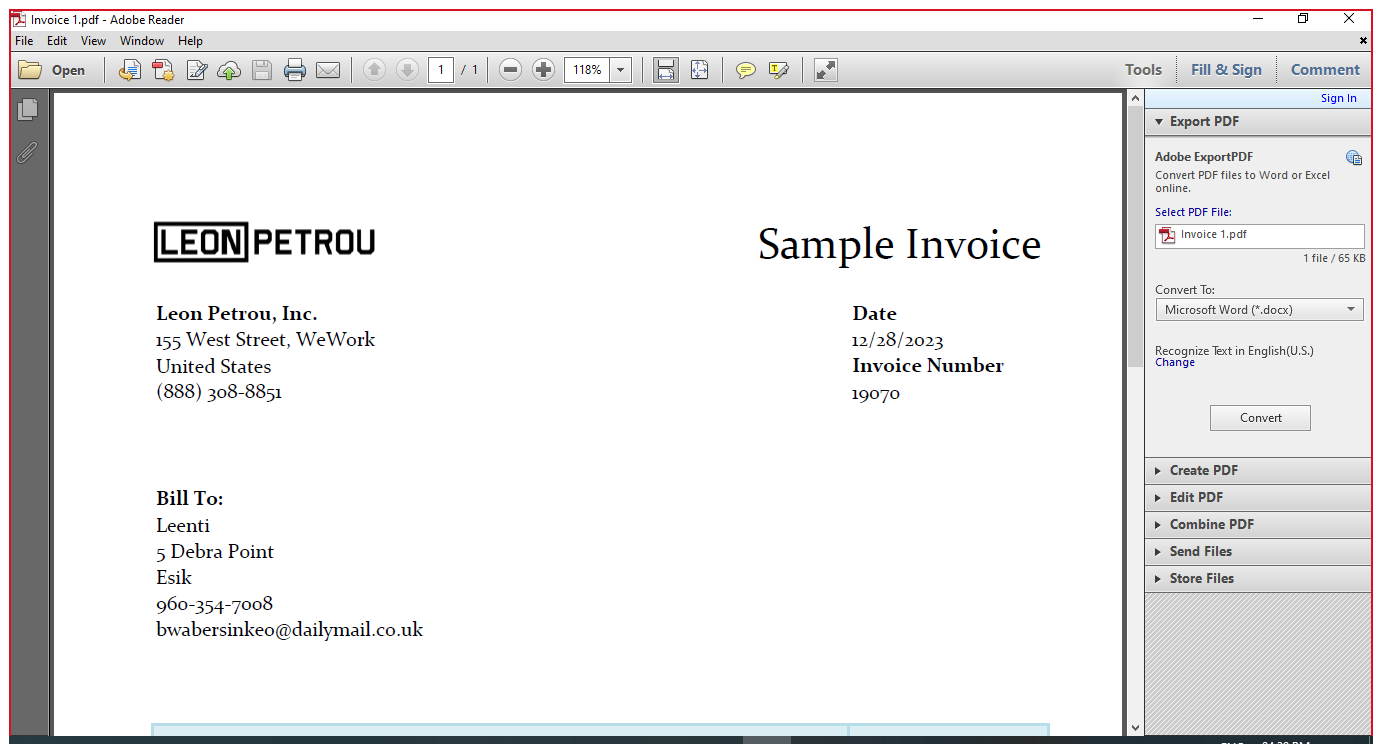 Invoice 1.pdf - Adobe Reader
File Edit View Window Help
Open 1 / 1 118% Tools Fill & Sign Comment
Sign In
Export PDF
Adobe ExportPDF
Convert PDF files to Word or Excel
online.
Select PDF File:
Invoice 1.pdf
1 file / 65 KB
Convert To:
Microsoft Word (*.docx)
Recognize Text in English(U.S.)
Change
Convert
Create PDF
Edit PDF
Combine PDF
Send Files
Store Files
LEON PETROU
Sample Invoice
Leon Petrou, Inc.
155 West Street, WeWork
United States
(888) 308-8851
Date
12/28/2023
Invoice Number
19070
Bill To:
Leenti
5 Debra Point
Esik
960-354-7008
bwabersinke0@dailymail.co.uk